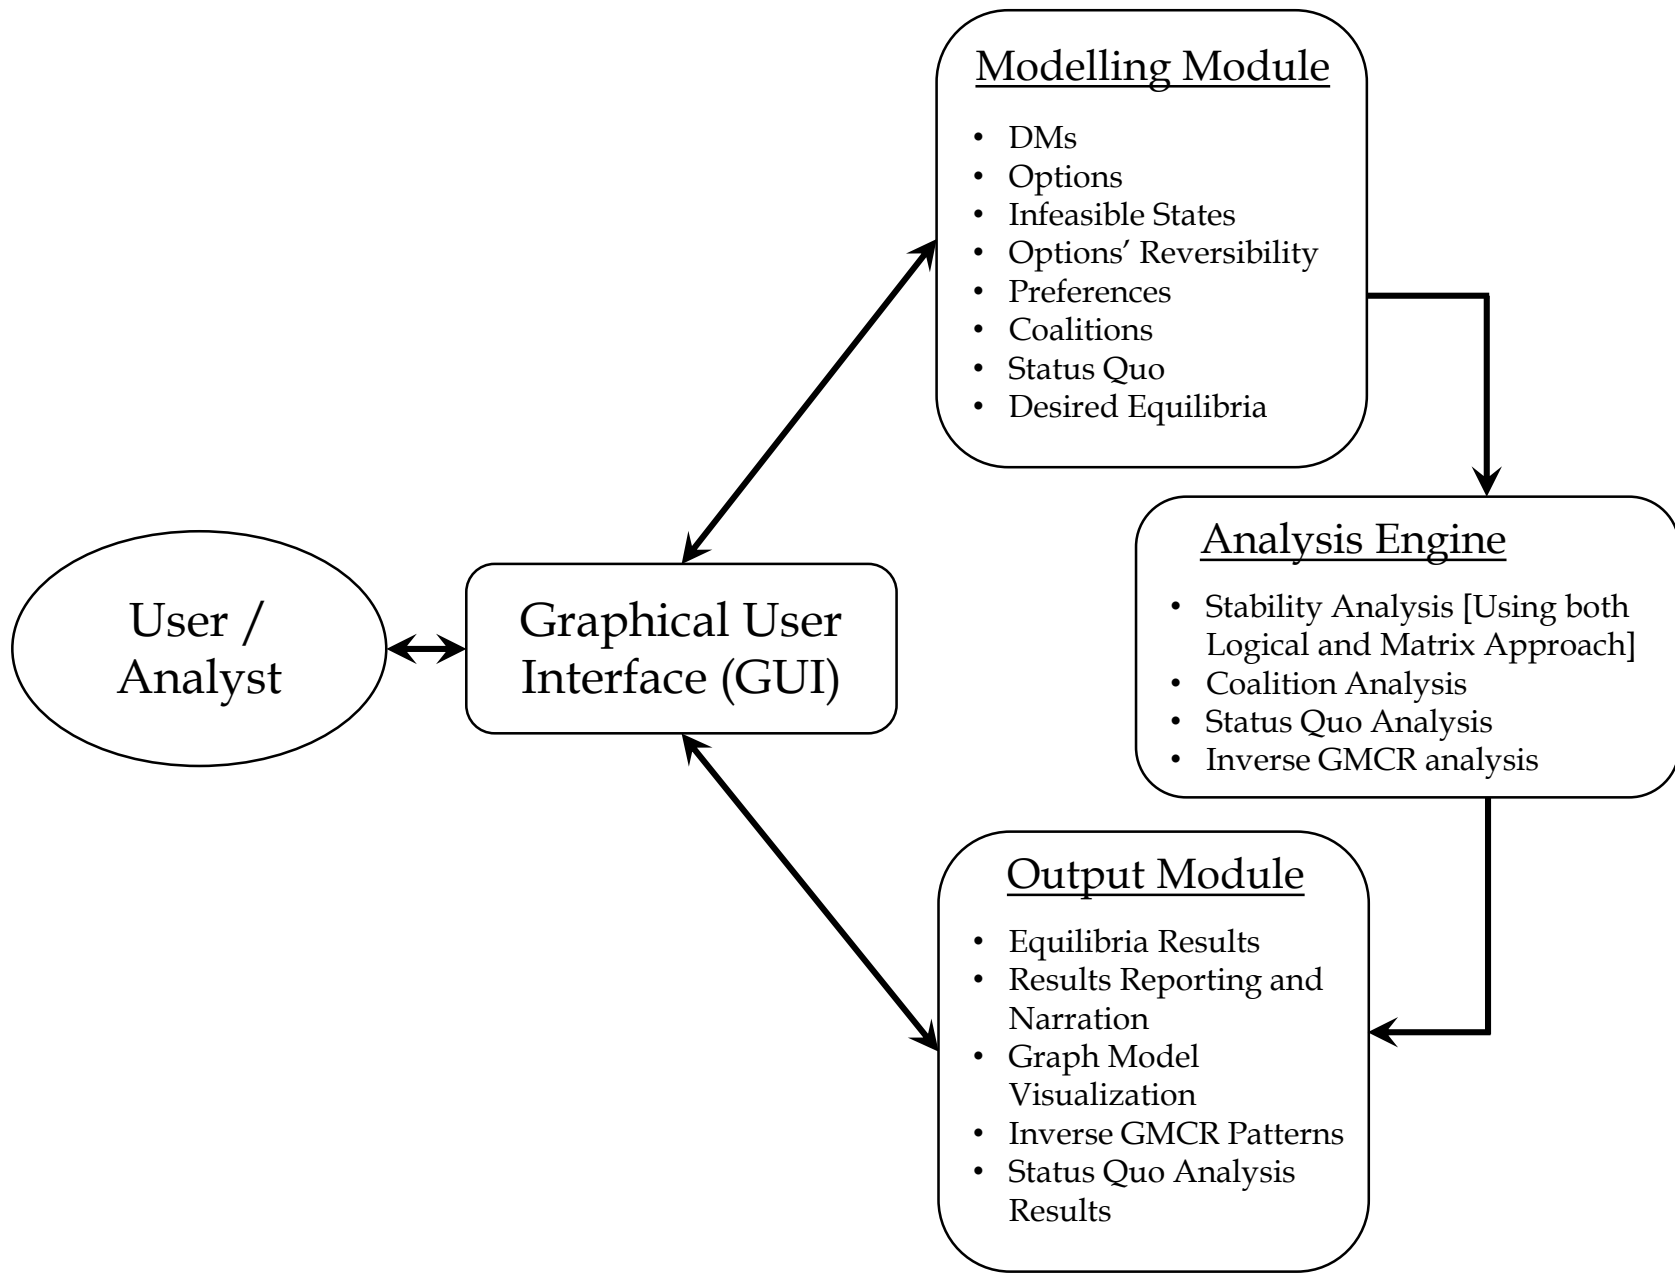 User /
Analyst
Graphical User
Interface (GUI)
Modelling Module
• DMs
• Options
• Infeasible States
• Options’ Reversibility
• Preferences
• Coalitions
• Status Quo
• Desired Equilibria
Analysis Engine
• Stability Analysis [Using both
Logical and Matrix Approach]
• Coalition Analysis
• Status Quo Analysis
• Inverse GMCR analysis
Output Module
• Equilibria Results
• Results Reporting and
Narration
• Graph Model
Visualization
• Inverse GMCR Patterns
• Status Quo Analysis
Results